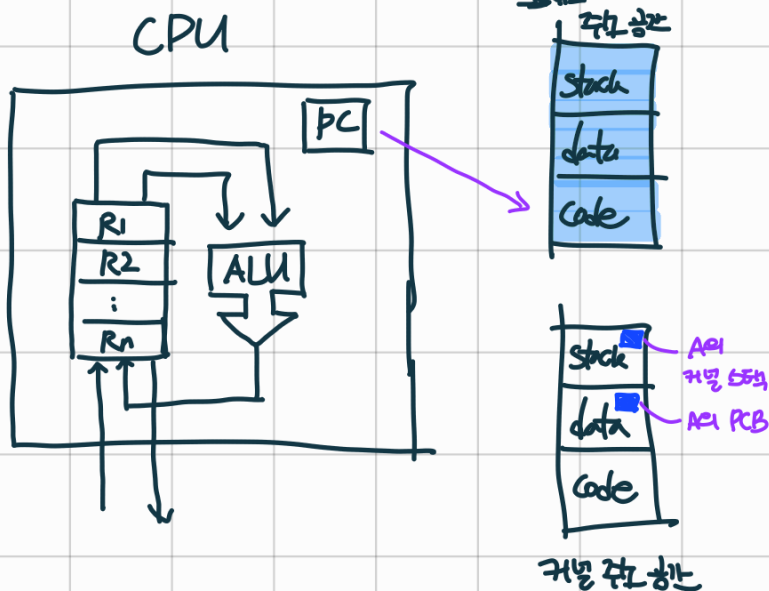 CPU
주소 공간
PC
stack
data
code
R1
R2
:
Rn
ALU
stack
data
code
A의
커널 스택
A의 PCB
커널 주소 공간